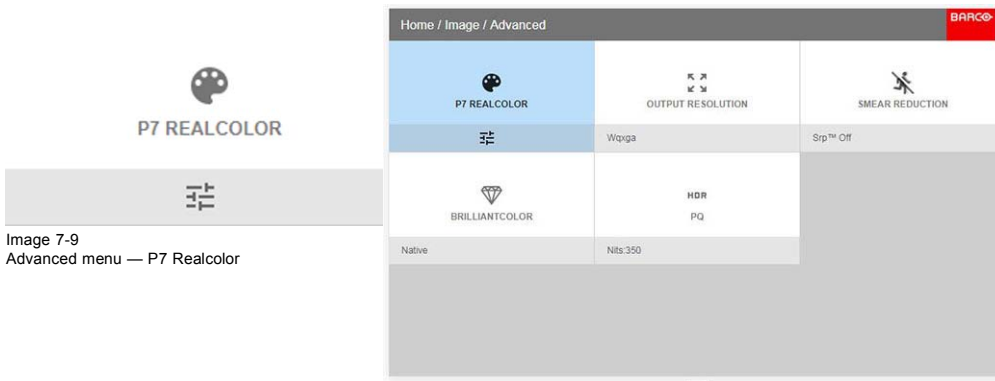 P7 REALCOLOR
Image 7-9
Advanced menu — P7 Realcolor
Home / Image / Advanced
BARCO
P7 REALCOLOR
OUTPUT RESOLUTION
SMEAR REDUCTION
Wqxga
Srp™ Off
BRILLIANTCOLOR
HDR
PQ
Native
Nits:350